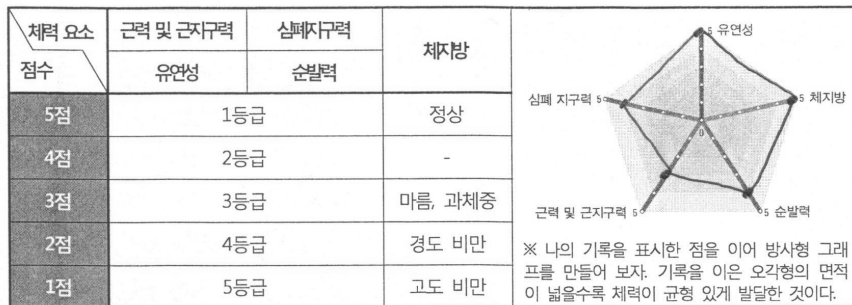 체력 요소
점수
근력 및 근지구력
심폐지구력
체지방
유연성
순발력
5점
1등급
정상
4점
2등급
-
3점
3등급
마름, 과체중
2점
4등급
경도 비만
1점
5등급
고도 비만
5 유연성
심폐 지구력 5
5 체지방
0
근력 및 근지구력 5
5 순발력
※ 나의 기록을 표시한 점을 이어 방사형 그래
프를 만들어 보자. 기록을 이은 오각형의 면적
이 넓을수록 체력이 균형 있게 발달한 것이다.